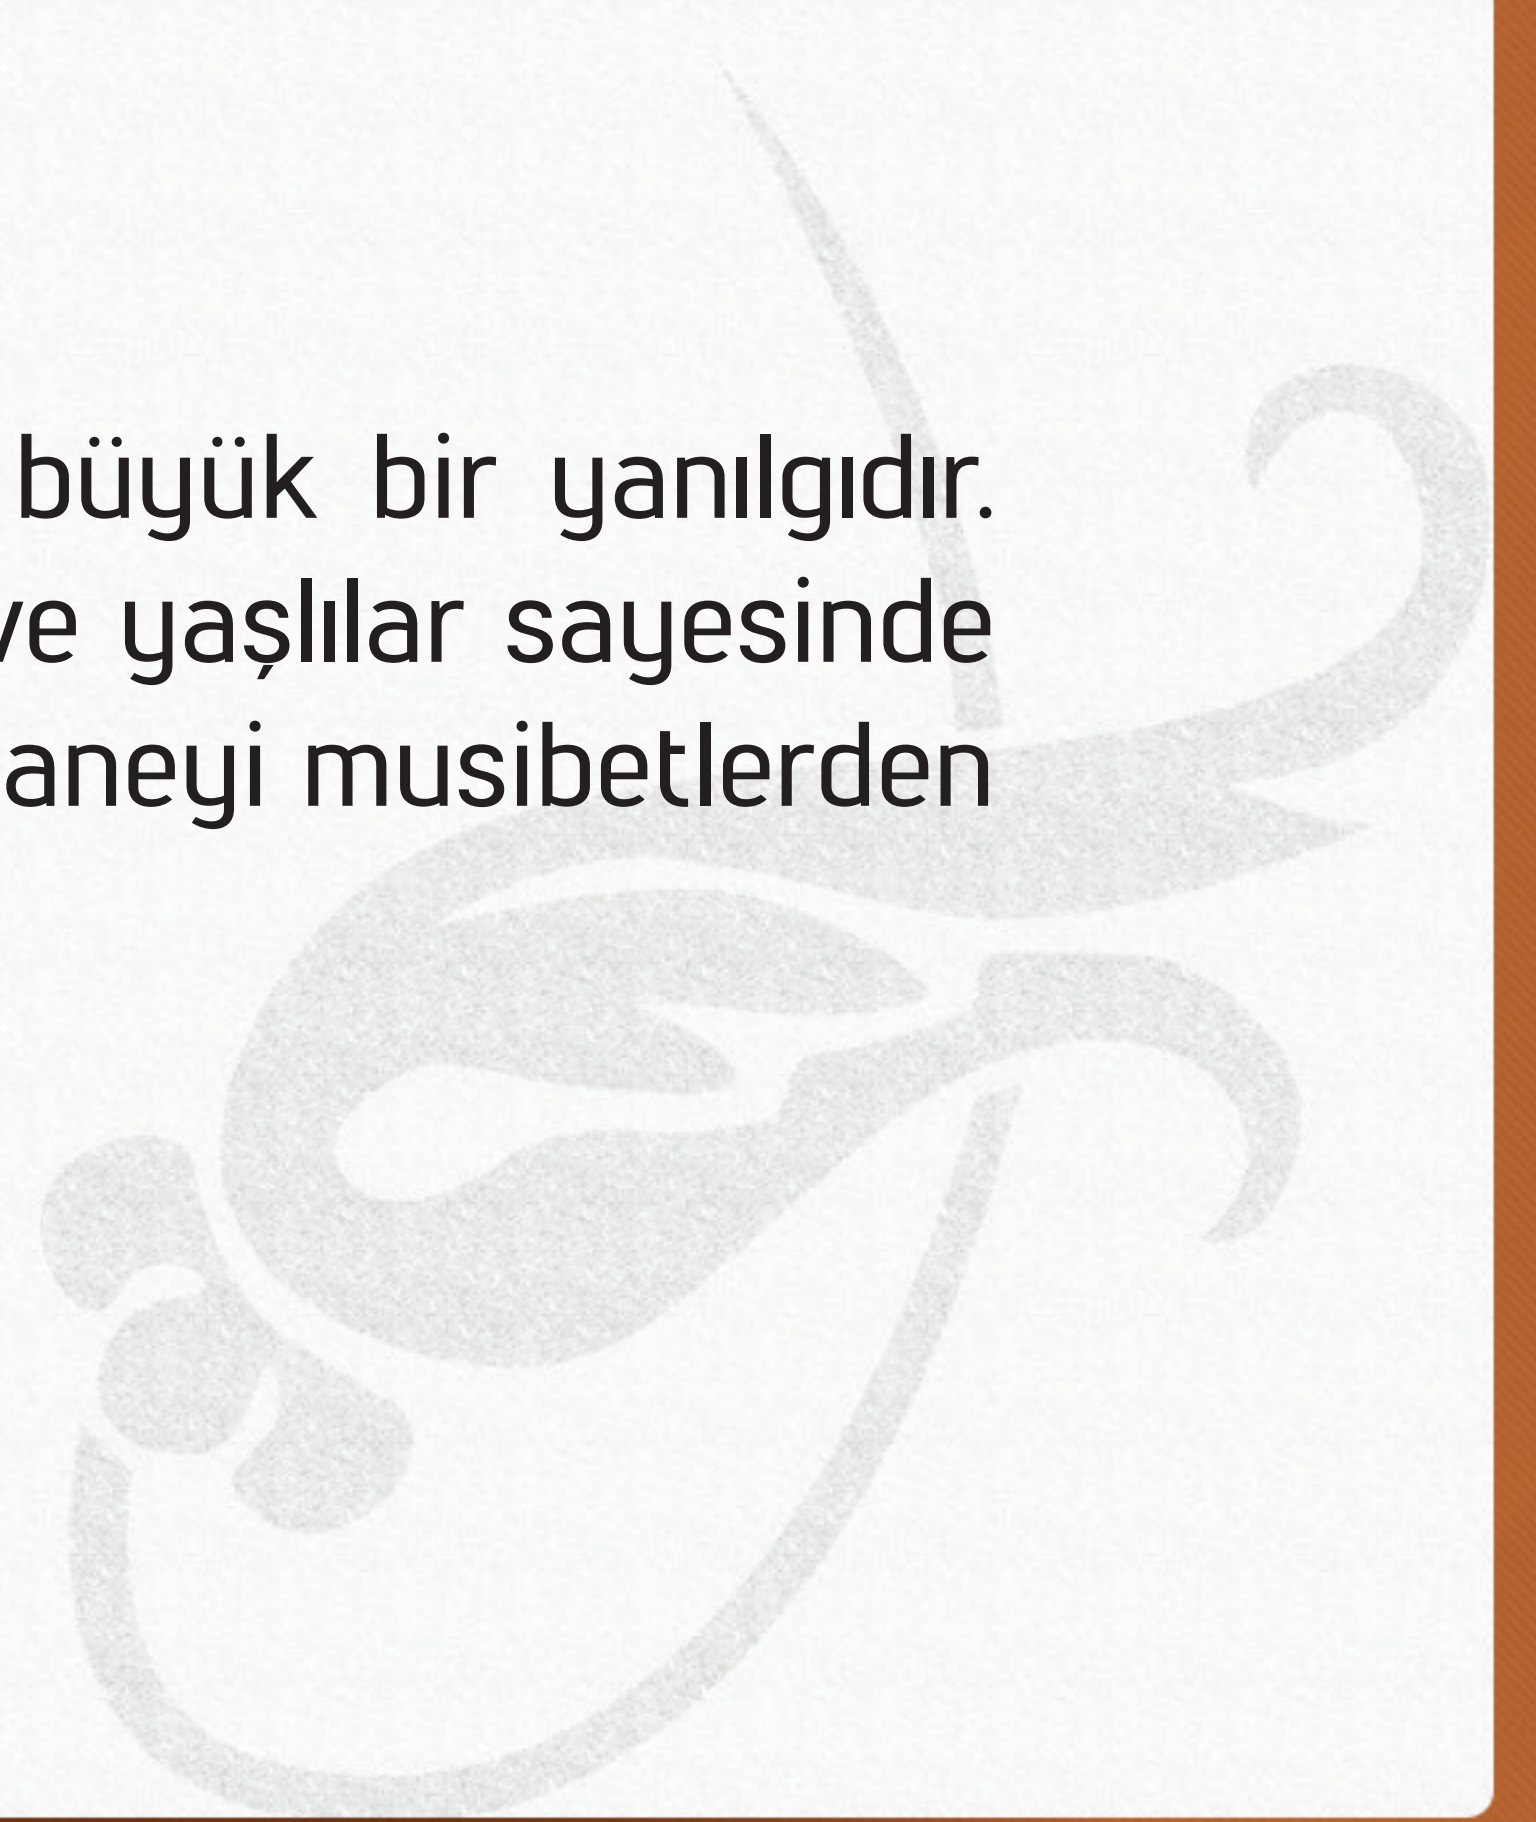 büyük bir yanılgıdır.
ve yaşlılar sayesinde
aneyi musibetlerden